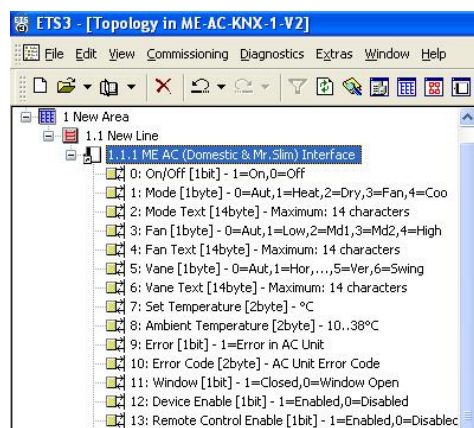 ETS3 - [Topology in ME-AC-KNX-1-V2]
File Edit View Commissioning Diagnostics Extras Window Help
1 New Area
1.1 New Line
1.1.1 ME AC (Domestic & Mr.Slim) Interface
0: On/Off [1bit] - 1=On,0=Off
1: Mode [1byte] - 0=Aut,1=Heat,2=Dry,3=Fan,4=Coo
2: Mode Text [14byte] - Maximum: 14 characters
3: Fan [1byte] - 0=Aut,1=Low,2=Md1,3=Md2,4=High
4: Fan Text [14byte] - Maximum: 14 characters
5: Vane [1byte] - 0=Aut,1=Hor,...,5=Ver,6=Swing
6: Vane Text [14byte] - Maximum: 14 characters
7: Set Temperature [2byte] - °C
8: Ambient Temperature [2byte] - 10..38°C
9: Error [1bit] - 1=Error in AC Unit
10: Error Code [2byte] - AC Unit Error Code
11: Window [1bit] - 1=Closed,0=Window Open
12: Device Enable [1bit] - 1=Enabled,0=Disabled
13: Remote Control Enable [1bit] - 1=Enabled,0=Disablec